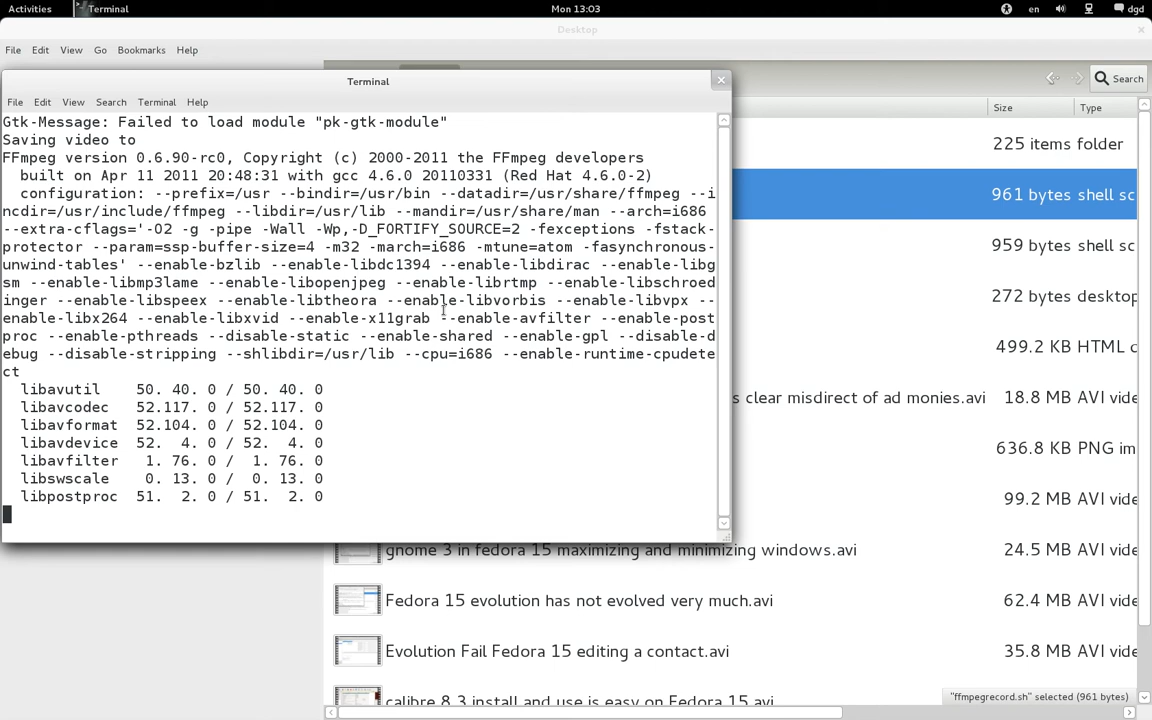 Activities Terminal Mon 13:03 en dgd
Desktop
File Edit View Go Bookmarks Help
Terminal
File Edit View Search Terminal Help
Gtk-Message: Failed to load module "pk-gtk-module"
Saving video to
FFmpeg version 0.6.90-rc0, Copyright (c) 2000-2011 the FFmpeg developers
built on Apr 11 2011 20:48:31 with gcc 4.6.0 20110331 (Red Hat 4.6.0-2)
configuration: --prefix=/usr --bindir=/usr/bin --datadir=/usr/share/ffmpeg --i
ncdir=/usr/include/ffmpeg --libdir=/usr/lib --mandir=/usr/share/man --arch=i686
--extra-cflags='-O2 -g -pipe -Wall -Wp,-D_FORTIFY_SOURCE=2 -fexceptions -fstack-
protector --param=ssp-buffer-size=4 -m32 -march=i686 -mtune=atom -fasynchronous-
unwind-tables' --enable-bzlib --enable-libdc1394 --enable-libdirac --enable-libg
sm --enable-libmp3lame --enable-libopenjpeg --enable-librtmp --enable-libschroed
inger --enable-libspeex --enable-libtheora --enable-libvorbis --enable-libvpx --
enable-libx264 --enable-libxvid --enable-x11grab --enable-avfilter --enable-post
proc --enable-pthreads --disable-static --enable-shared --enable-gpl --disable-d
ebug --disable-stripping --shlibdir=/usr/lib --cpu=i686 --enable-runtime-cpudete
ct
libavutil 50. 40. 0 / 50. 40. 0
libavcodec 52.117. 0 / 52.117. 0
libavformat 52.104. 0 / 52.104. 0
libavdevice 52. 4. 0 / 52. 4. 0
libavfilter 1. 76. 0 / 1. 76. 0
libswscale 0. 13. 0 / 0. 13. 0
libpostproc 51. 2. 0 / 51. 2. 0
Search
Size Type
225 items folder
961 bytes shell sc
959 bytes shell sc
272 bytes desktop
499.2 KB HTML
s clear misdirect of ad monies.avi 18.8 MB AVI vide
636.8 KB PNG im
99.2 MB AVI vide
gnome 3 in fedora 15 maximizing and minimizing windows.avi 24.5 MB AVI vide
Fedora 15 evolution has not evolved very much.avi 62.4 MB AVI vide
Evolution Fail Fedora 15 editing a contact.avi 35.8 MB AVI vide
calibre 8.3 install and use is easy on Fedora 15.avi
"ffmpegrecord.sh" selected (961 bytes)